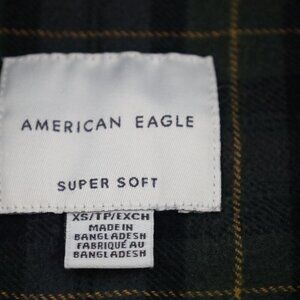 AMERICAN EAGLE
SUPER SOFT
XS/TP/EXCH
MADE IN
BANGLADESH
FABRIQUÉ AU
BANGLADESH